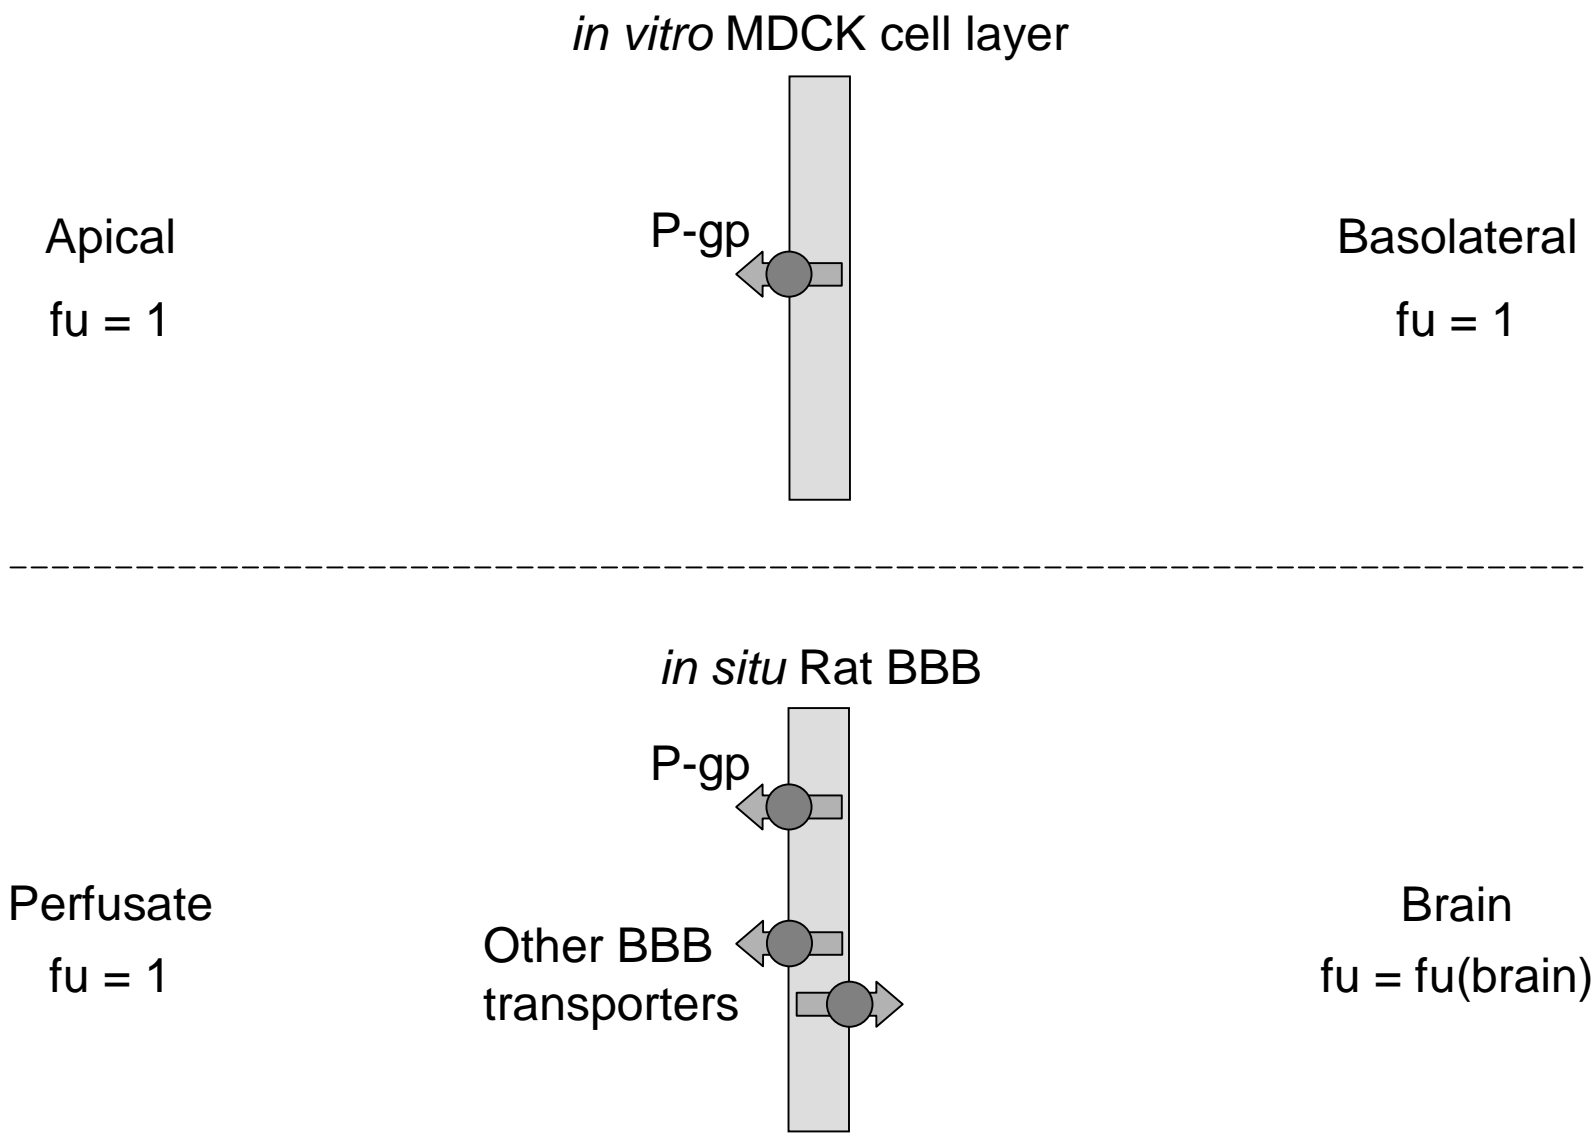 in vitro MDCK cell layer
P-gp
Apical
Basolateral
fu = 1
fu = 1
in situ Rat BBB
P-gp
Perfusate
Other BBB
Brain
fu = 1
transporters
fu = fu(brain)